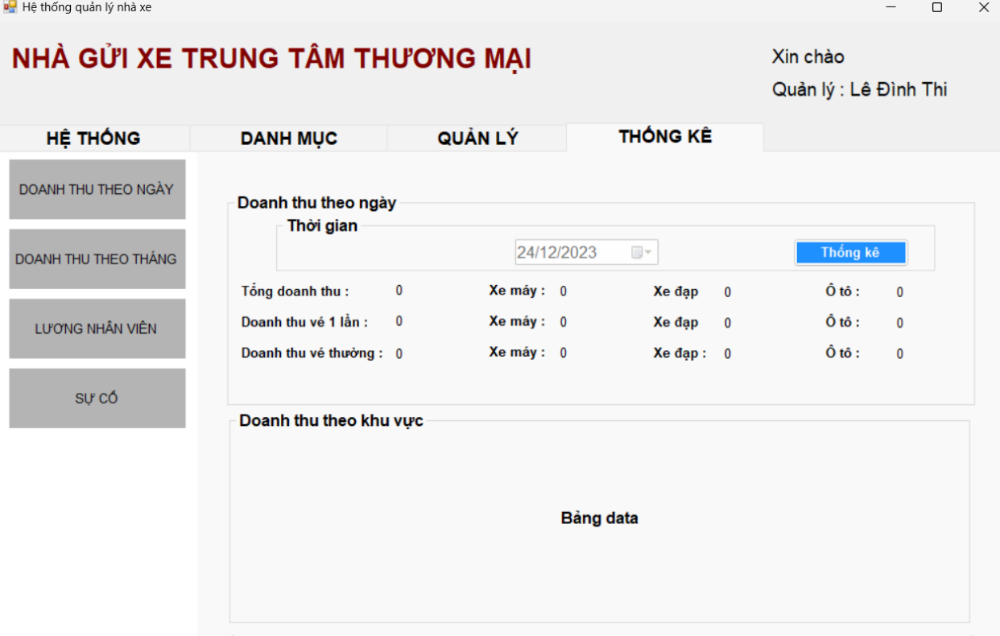 Hệ thống quản lý nhà xe
NHÀ GỬI XE TRUNG TÂM THƯƠNG MẠI
Xin chào
Quản lý : Lê Đình Thi
HỆ THỐNG DANH MỤC QUẢN LÝ THỐNG KÊ
DOANH THU THEO NGÀY
DOANH THU THEO THÁNG
LƯƠNG NHÂN VIÊN
SỰ CỐ
Doanh thu theo ngày
Thời gian
24/12/2023 Thống kê
Tổng doanh thu : 0 Xe máy : 0 Xe đạp 0 Ô tô : 0
Doanh thu vé 1 lần : 0 Xe máy : 0 Xe đạp 0 Ô tô : 0
Doanh thu vé thường : 0 Xe máy : 0 Xe đạp : 0 Ô tô : 0
Doanh thu theo khu vực
Bảng data